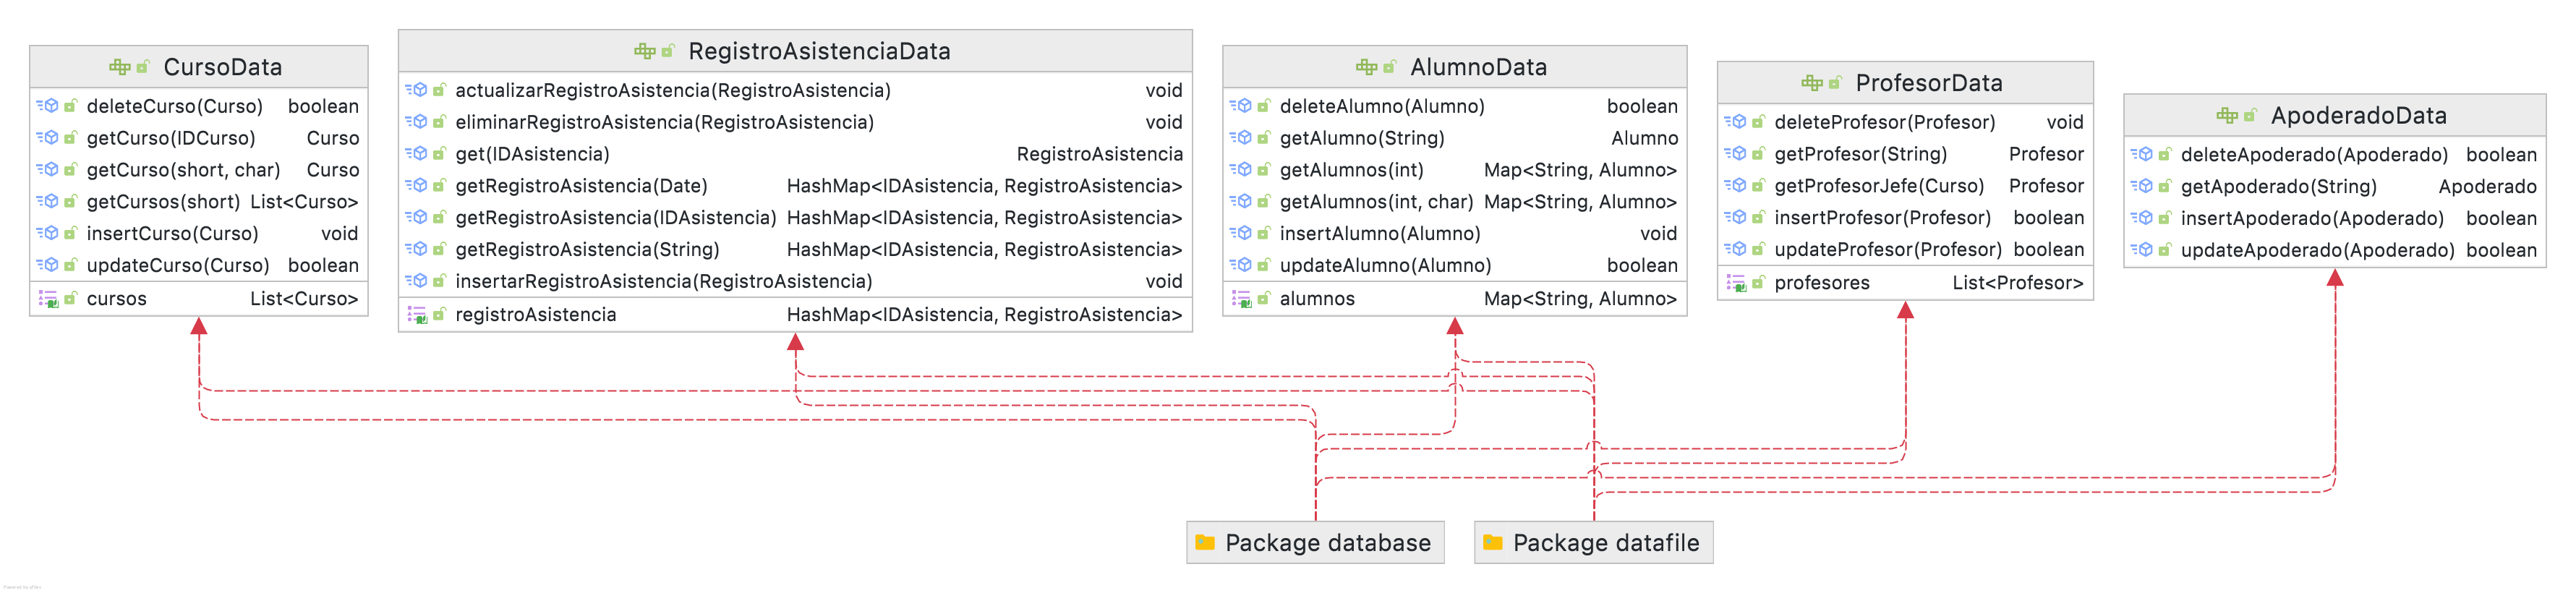 CursoData
deleteCurso(Curso) boolean
getCurso(IDCurso) Curso
getCurso(short, char) Curso
getCursos(short) List<Curso>
insertCurso(Curso) void
updateCurso(Curso) boolean
cursos List<Curso>
RegistroAsistenciaData
actualizarRegistroAsistencia(RegistroAsistencia) void
eliminarRegistroAsistencia(RegistroAsistencia) void
get(IDAsistencia) RegistroAsistencia
getRegistroAsistencia(Date) HashMap<IDAsistencia, RegistroAsistencia>
getRegistroAsistencia(IDAsistencia) HashMap<IDAsistencia, RegistroAsistencia>
getRegistroAsistencia(String) HashMap<IDAsistencia, RegistroAsistencia>
insertarRegistroAsistencia(RegistroAsistencia) void
registroAsistencia HashMap<IDAsistencia, RegistroAsistencia>
AlumnoData
deleteAlumno(Alumno) boolean
getAlumno(String) Alumno
getAlumnos(int) Map<String, Alumno>
getAlumnos(int, char) Map<String, Alumno>
insertAlumno(Alumno) void
updateAlumno(Alumno) boolean
alumnos Map<String, Alumno>
ProfesorData
deleteProfesor(Profesor) void
getProfesor(String) Profesor
getProfesorJefe(Curso) Profesor
insertProfesor(Profesor) boolean
updateProfesor(Profesor) boolean
profesores List<Profesor>
ApoderadoData
deleteApoderado(Apoderado) boolean
getApoderado(String) Apoderado
insertApoderado(Apoderado) boolean
updateApoderado(Apoderado) boolean
Package database
Package datafile
Powered by yFiles